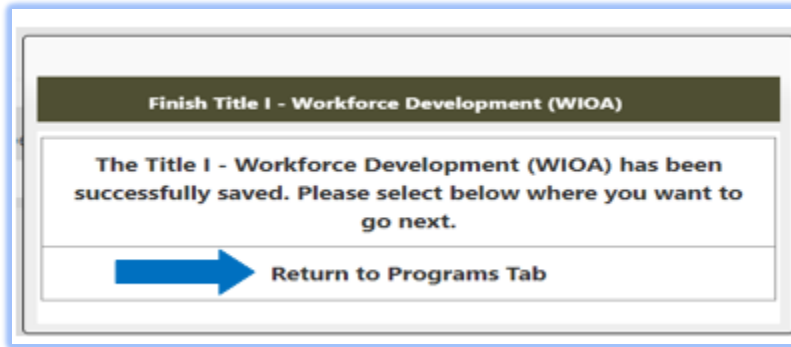 Finish Title I - Workforce Development (WIOA)
The Title I - Workforce Development (WIOA) has been
successfully saved. Please select below where you want to
go next.
Return to Programs Tab